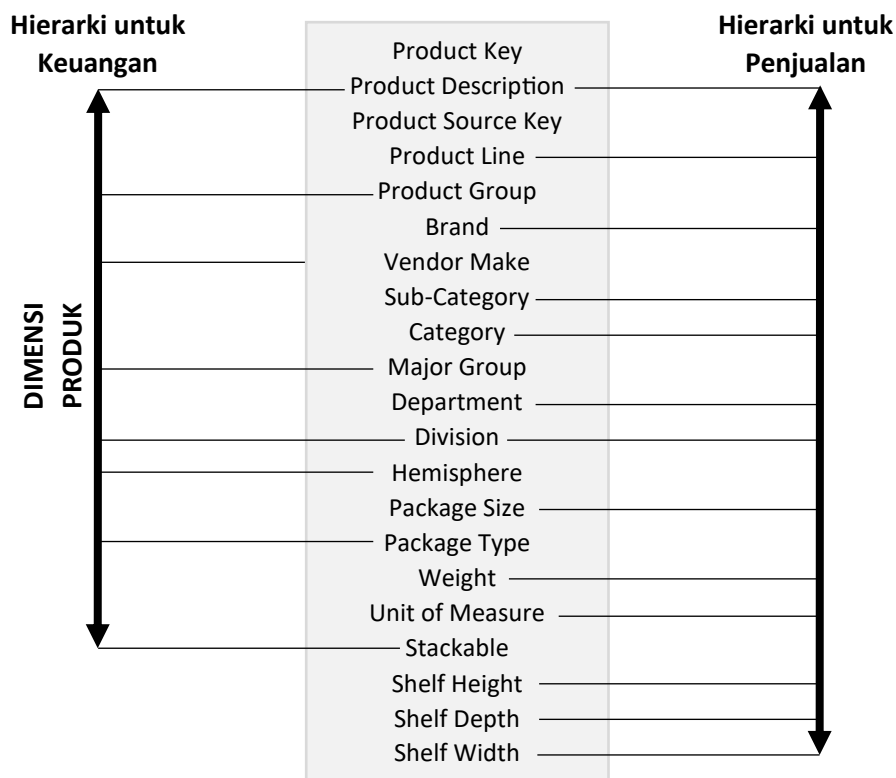 Hierarki untuk
Keuangan
Hierarki untuk
Penjualan
DIMENSI
PRODUK
Product Key
Product Description
Product Source Key
Product Line
Product Group
Brand
Vendor Make
Sub-Category
Category
Major Group
Department
Division
Hemisphere
Package Size
Package Type
Weight
Unit of Measure
Stackable
Shelf Height
Shelf Depth
Shelf Width